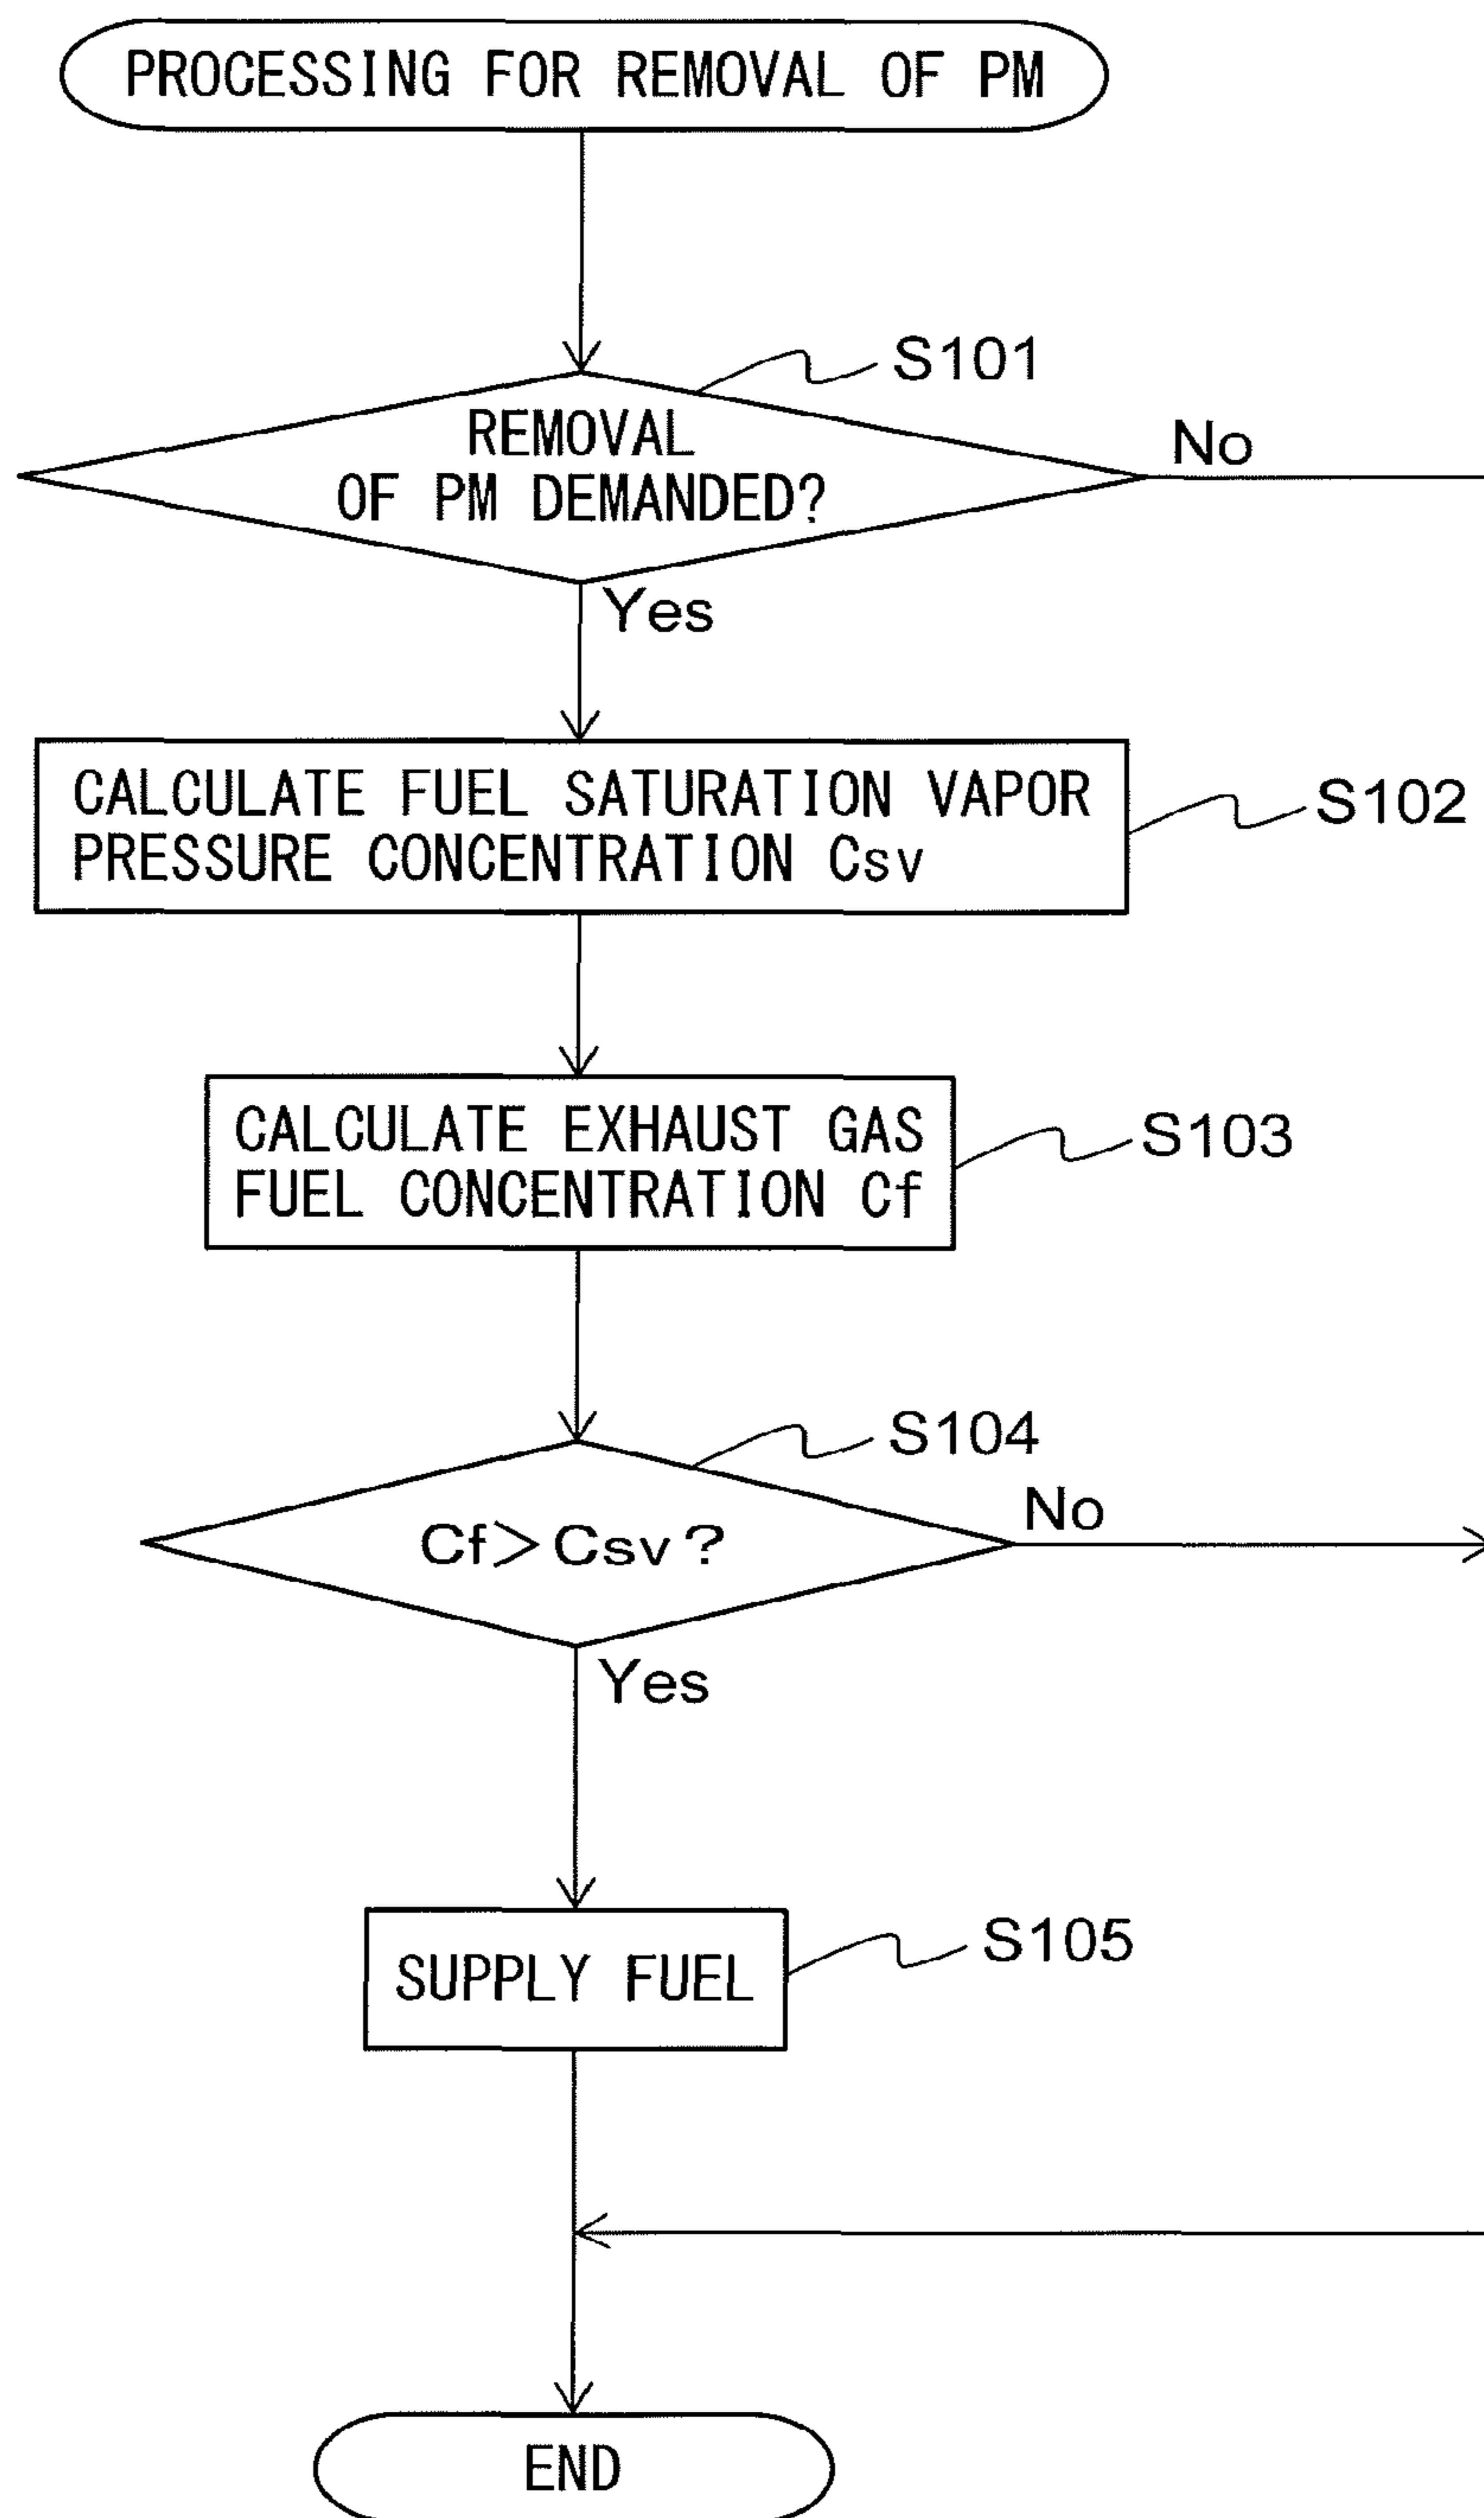 PROCESSING FOR REMOVAL OF PM
S101
REMOVAL
OF PM DEMANDED?
No
Yes
CALCULATE FUEL SATURATION VAPOR
PRESSURE CONCENTRATION Csv
S102
CALCULATE EXHAUST GAS
FUEL CONCENTRATION Cf
S103
S104
Cf>Csv?
No
Yes
SUPPLY FUEL
S105
END